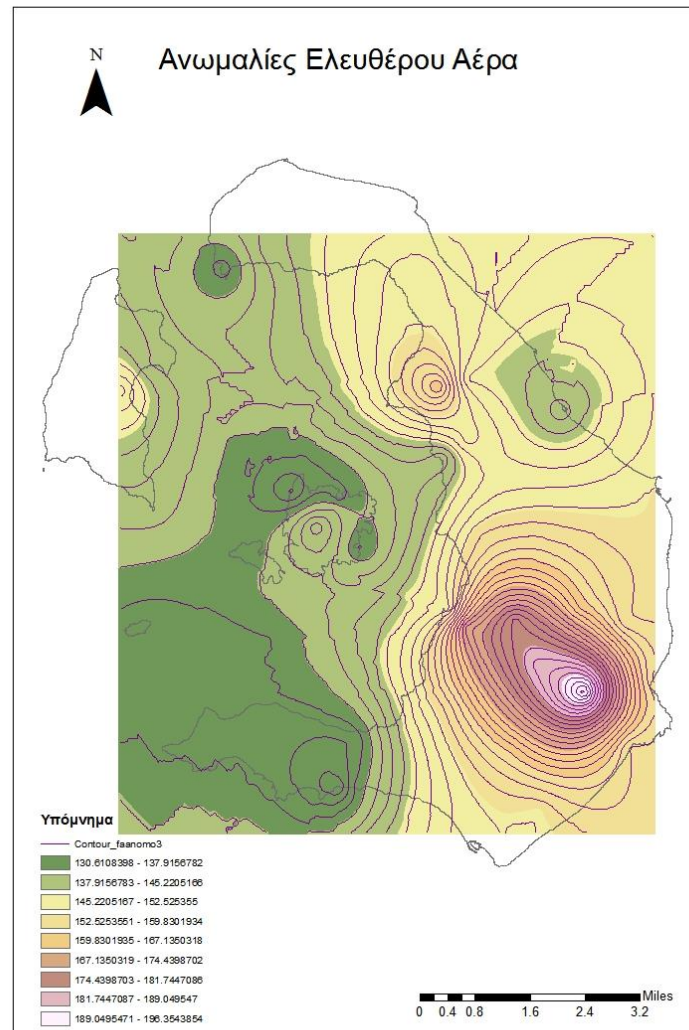 N
Ανωμαλίες Ελευθέρου Αέρα
Υπόμνημα
Contour_faanomo3
130.6108398 - 137.9156782
137.9156783 - 145.2205166
145.2205167 - 152.525355
152.5253551 - 159.8301934
159.8301935 - 167.1350318
167.1350319 - 174.4398702
174.4398703 - 181.7447086
181.7447087 - 189.049547
189.0495471 - 196.3543854
Miles
0 0.4 0.8 1.6 2.4 3.2